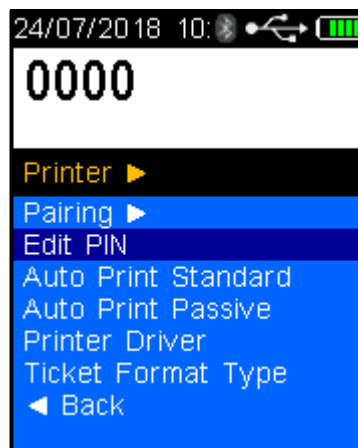 24/07/2018 10:
0000
Printer ►
Pairing ►
Edit PIN
Auto Print Standard
Auto Print Passive
Printer Driver
Ticket Format Type
◄ Back